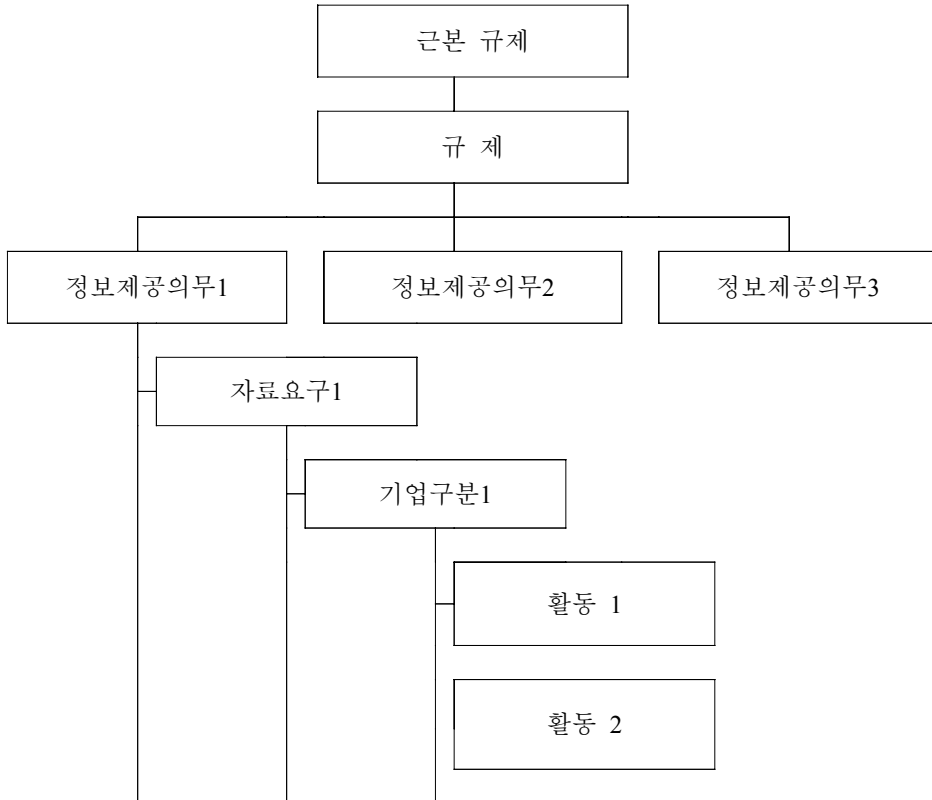 근본 규제
규 제
정보제공의무1
정보제공의무2
정보제공의무3
자료요구1
기업구분1
활동 1
활동 2